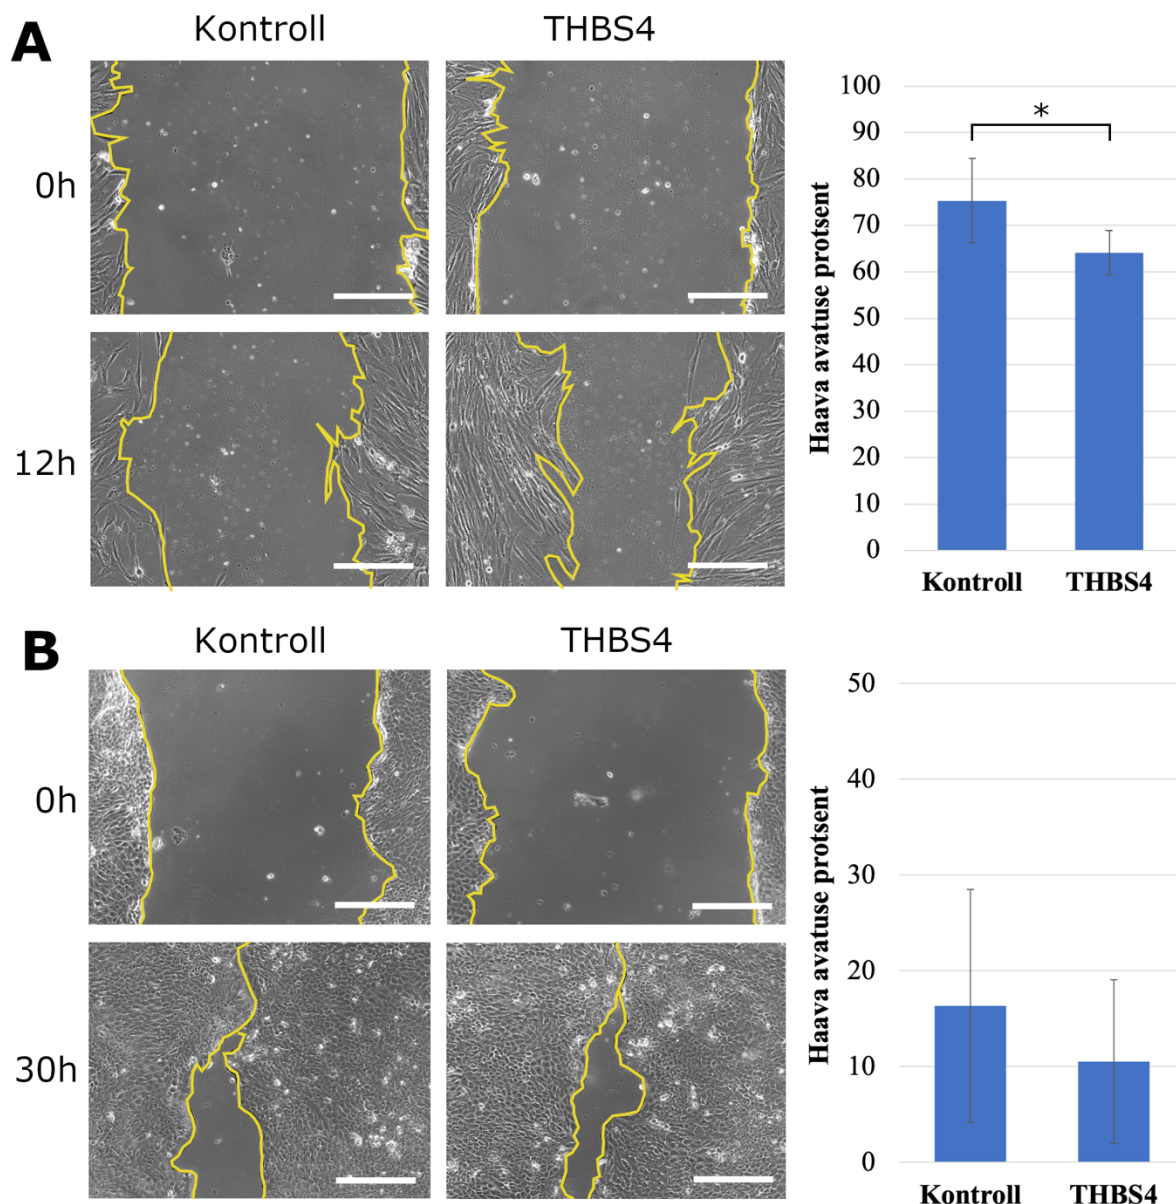 A
Kontroll
THBS4
0h
12h
Haava avatuse protsent
100
90
80
70
60
50
40
30
20
10
0
*
Kontroll
THBS4
B
Kontroll
THBS4
0h
30h
Haava avatuse protsent
50
40
30
20
10
0
Kontroll
THBS4